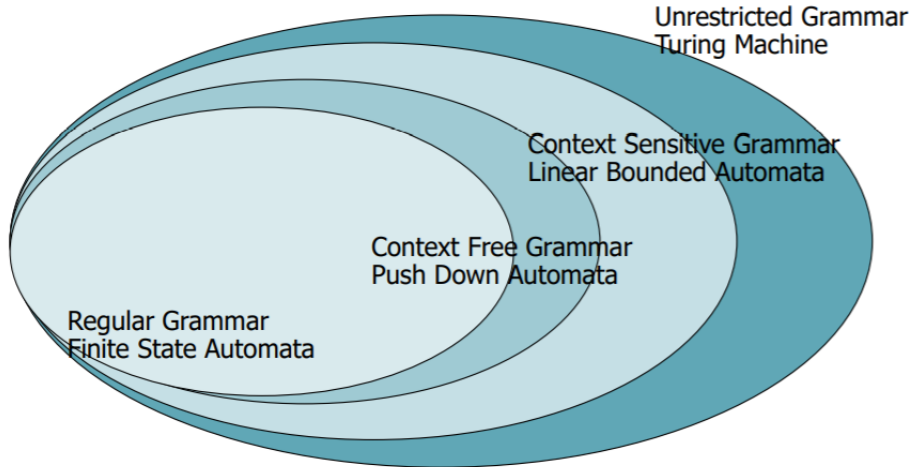 Unrestricted Grammar
Turing Machine
Context Sensitive Grammar
Linear Bounded Automata
Context Free Grammar
Push Down Automata
Regular Grammar
Finite State Automata